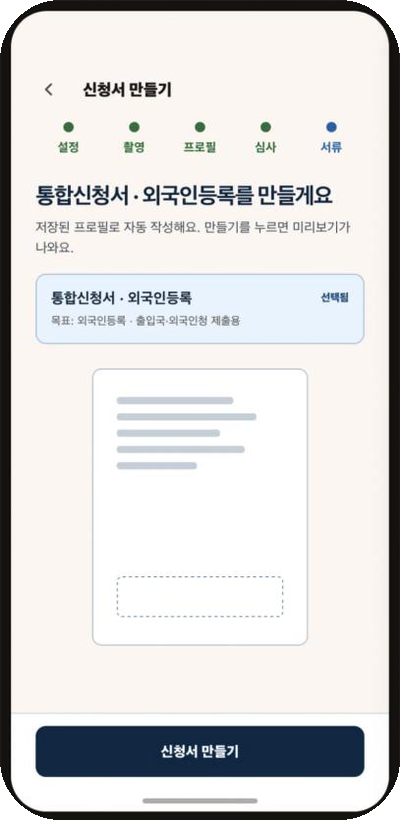 신청서 만들기
설정
촬영
프로필
심사
서류
통합신청서 · 외국인등록를 만들게요
저장된 프로필로 자동 작성해요. 만들기를 누르면 미리보기가
나와요.
통합신청서 · 외국인등록
선택됨
목표: 외국인등록 · 출입국·외국인청 제출용
신청서 만들기